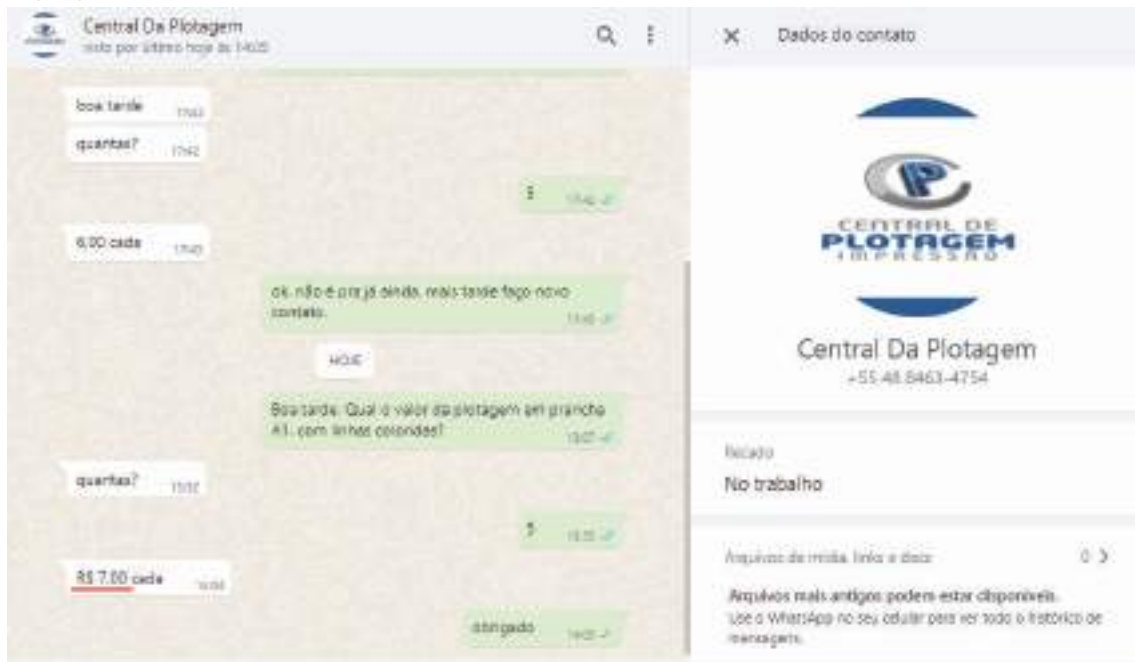 Central Da Plotagem
visto por último hoje às
boa tarde
quantas? 17:42
6,00 cada
ok. não é pra já ainda. mais tarde faço novo
contato.
HOJE
Boa tarde. Qual o valor da plotagem em prancha
A1. com linhas coloridas?
quantas?
5
R$ 7,00 cada
obrigado
Dados do contato
CENTRAL DE
PLOTAGEM
IMPRESSÃO
Central Da Plotagem
+55 48 8463-4754
Recado
No trabalho
Arquivos de mídia, links e docs 0
Arquivos mais antigos podem estar disponíveis.
Use o WhatsApp no seu celular para ver todo o histórico de
mensagens.